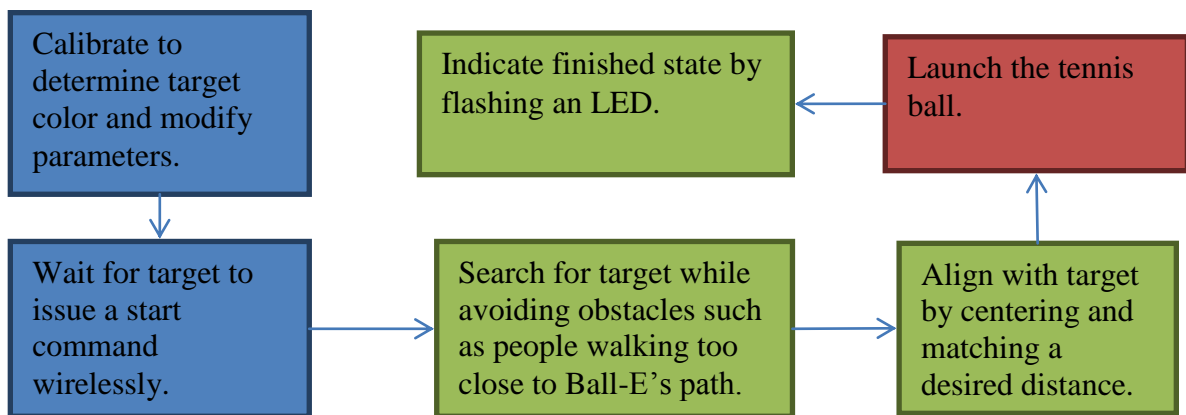 Calibrate to
determine target
color and modify
parameters.
Wait for target to
issue a start
command
wirelessly.
Search for target while
avoiding obstacles such
as people walking too
close to Ball-E’s path.
Align with target
by centering and
matching a
desired distance.
Launch the tennis
ball.
Indicate finished state by
flashing an LED.